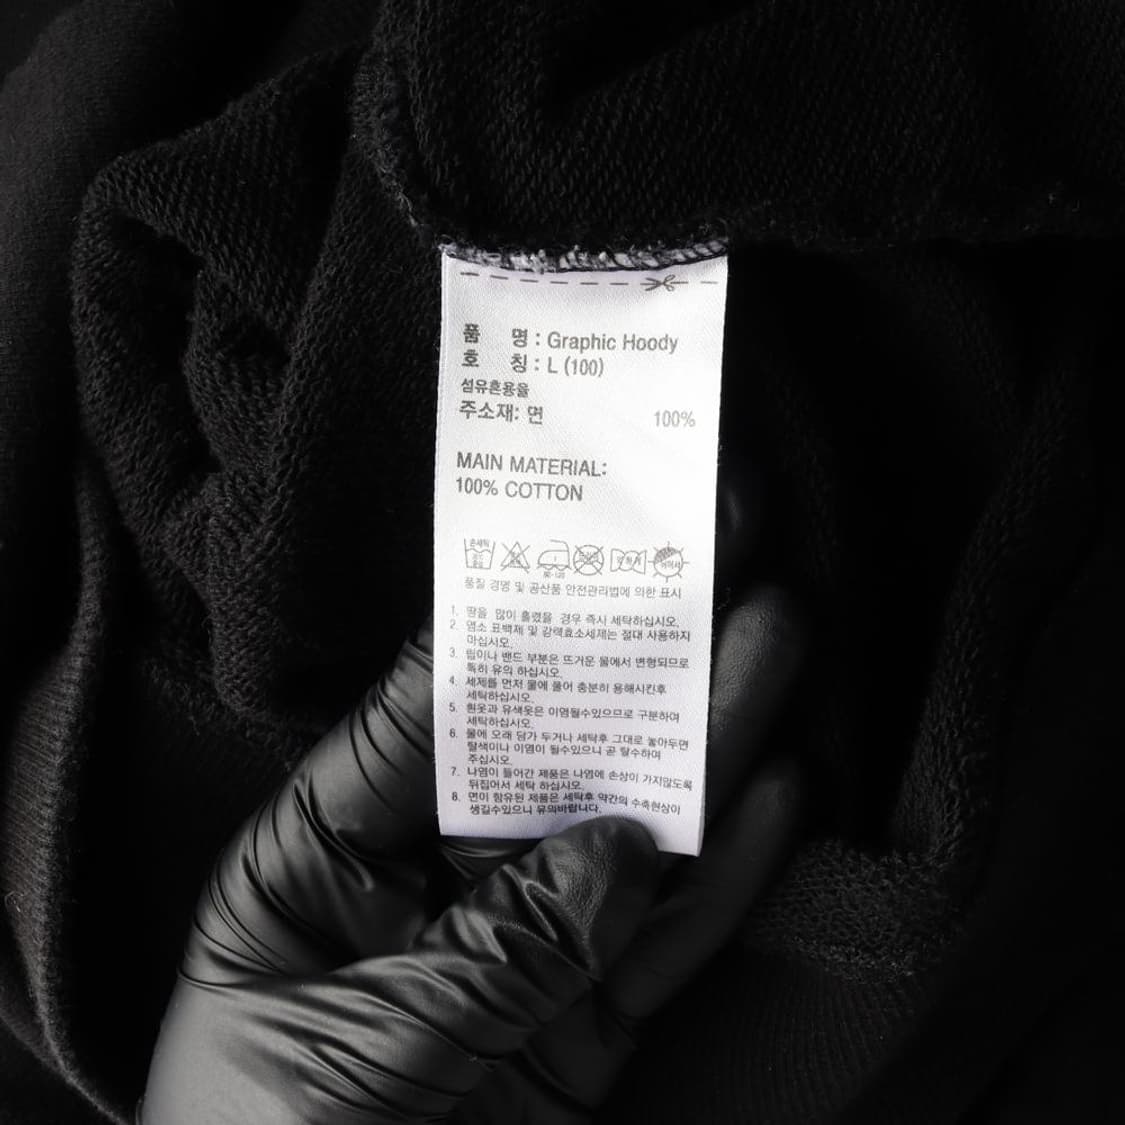 품 명 : Graphic Hoody
호 칭 : L (100)
섬유혼용율
주소재: 면 100%
MAIN MATERIAL:
100% COTTON
손세탁
품질 경영 및 공산품 안전관리법에 의한 표시
1. 땀을 많이 흘렸을 경우 즉사 세탁하십시오.
2. 염소 표백제 및 강력효소세제는 절대 사용하지
마십시오.
3. 립이나 밴드 부분은 뜨거운 물에서 변형되므로
특히 유의 하십시오.
4. 세제를 먼저 물에 풀어 충분히 용해시킨후
세탁하십시오.
5. 흰옷과 유색옷은 이염될수있으므로 구분하여
세탁하십시오.
6. 물에 오래 담가 두거나 세탁후 그대로 놓아두면
탈색이나 이염이 될수있으니 곧 탈수하여
주십시오.
7. 나염이 들어간 제품은 나염에 손상이 가지않도록
뒤집어서 세탁 하십시오.
8. 면이 함유된 제품은 세탁후 약간의 수축현상이
생길수있으니 유의바랍니다.